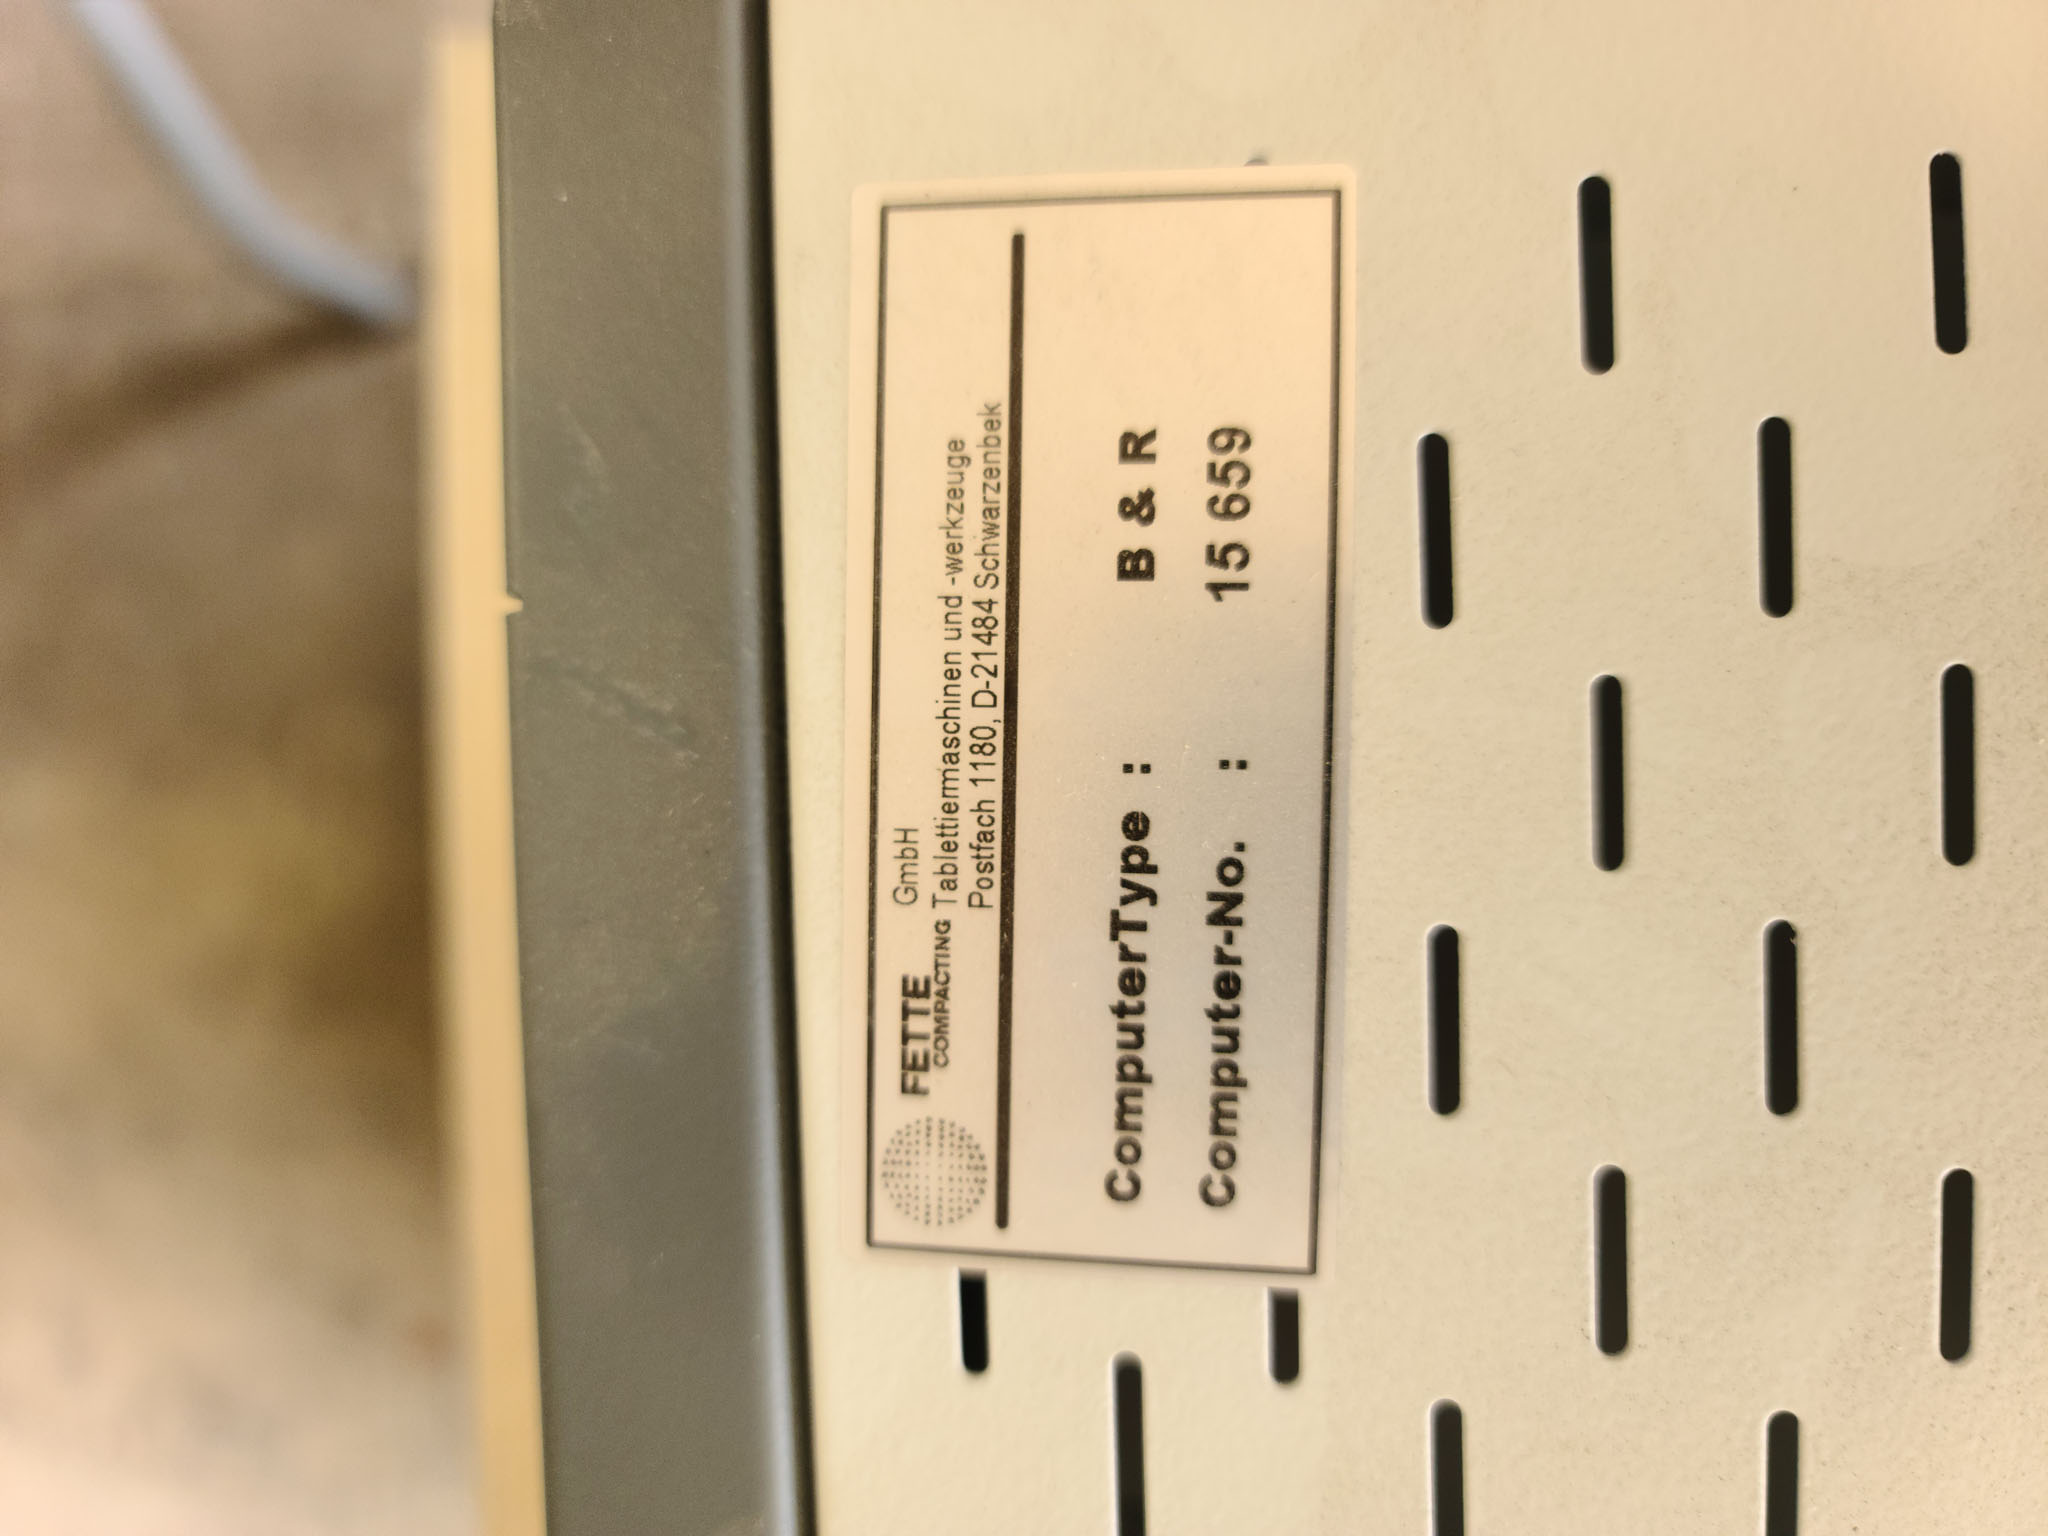 FETTE GmbH
COMPACTING Tablettiermaschinen und -werkzeuge
Postfach 1180, D-21484 Schwarzenbek
ComputerType : B & R
Computer-No. : 15 659